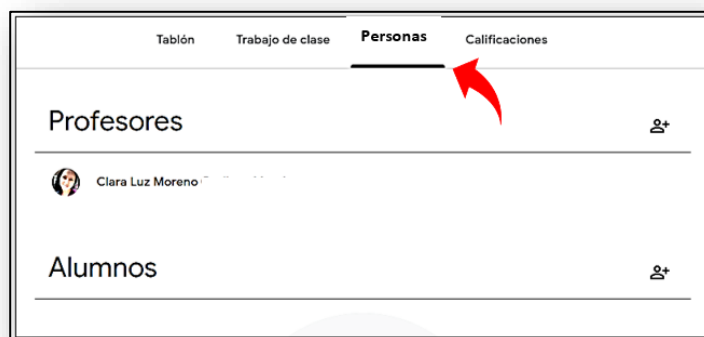 Tablón Trabajo de clase Personas Calificaciones
Profesores
Clara Luz Moreno
Alumnos